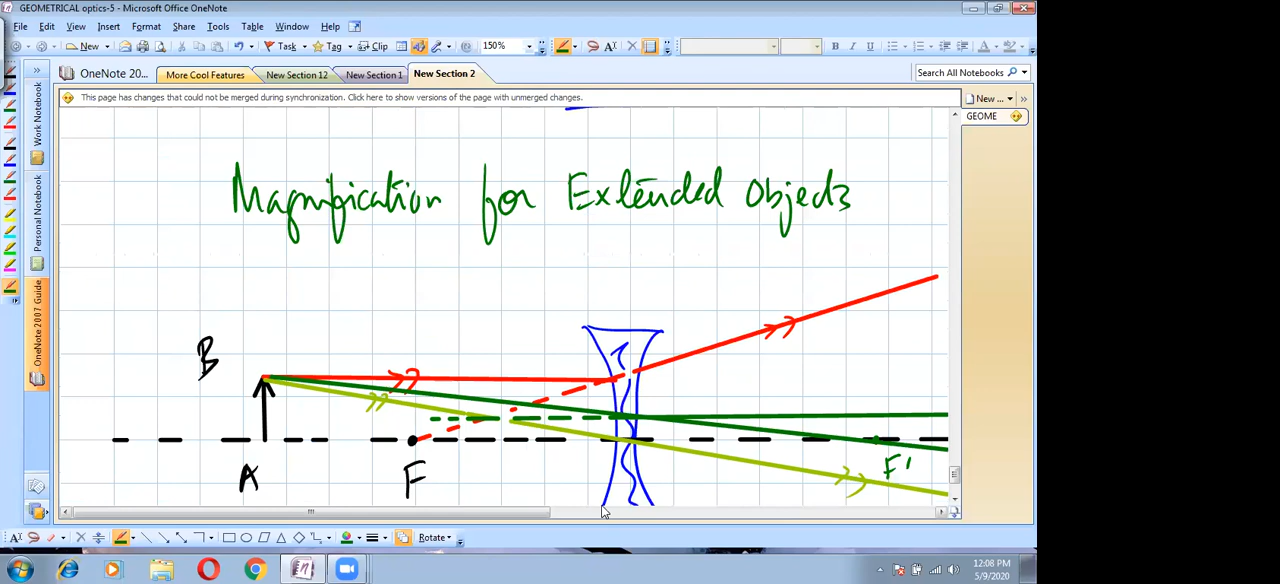 GEOMETRICAL optics-5 - Microsoft OneNote
File Edit View Insert Format Share Tools Table Window Help
New Task Tag Clip 150% B I U A
OneNote 20... More Cool Features New Section 12 New Section 1 New Section 2 Search All Notebooks
This page has changes that could not be merged during synchronization. Click here to show versions of the page with unmerged changes.
New ...
GEOME
Work Notebook
Personal Notebook
OneNote 2007 Guide
Magnification for Extended Objects
B
A F F'
Rotate
12:08 PM
5/9/2020